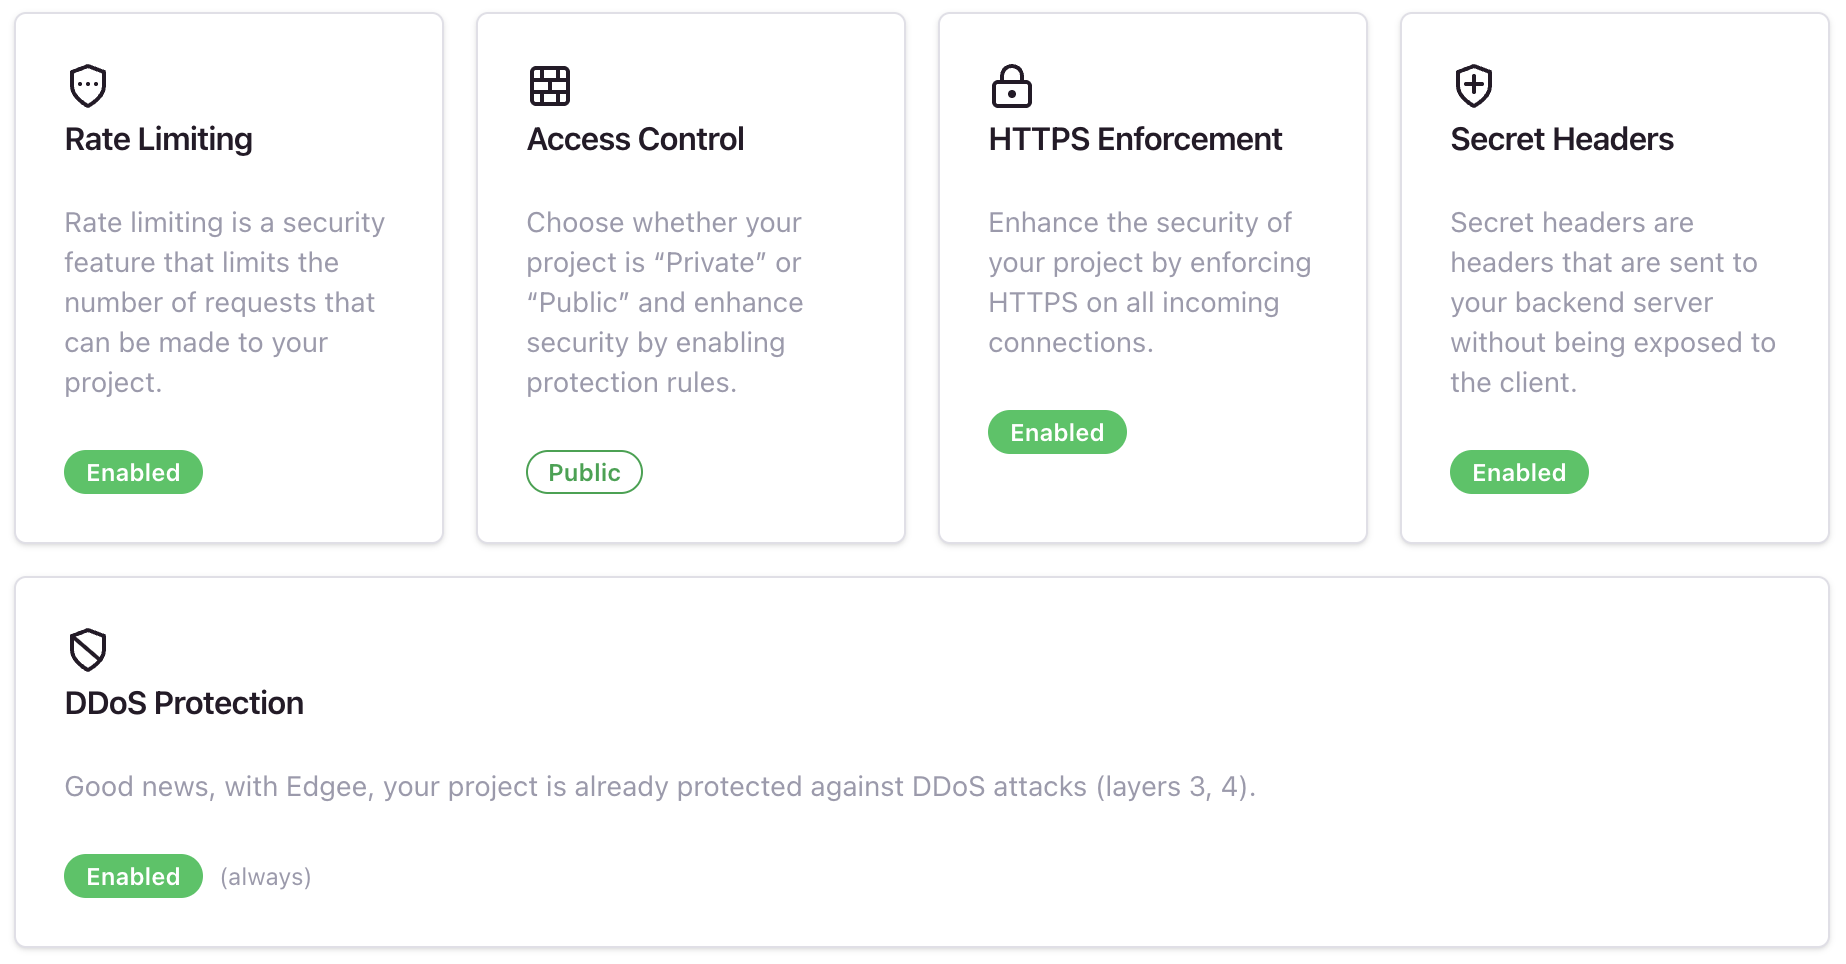 Rate Limiting
Rate limiting is a security
feature that limits the
number of requests that
can be made to your
project.
Enabled
Access Control
Choose whether your
project is “Private” or
“Public” and enhance
security by enabling
protection rules.
Public
HTTPS Enforcement
Enhance the security of
your project by enforcing
HTTPS on all incoming
connections.
Enabled
Secret Headers
Secret headers are
headers that are sent to
your backend server
without being exposed to
the client.
Enabled
DDoS Protection
Good news, with Edgee, your project is already protected against DDoS attacks (layers 3, 4).
Enabled (always)